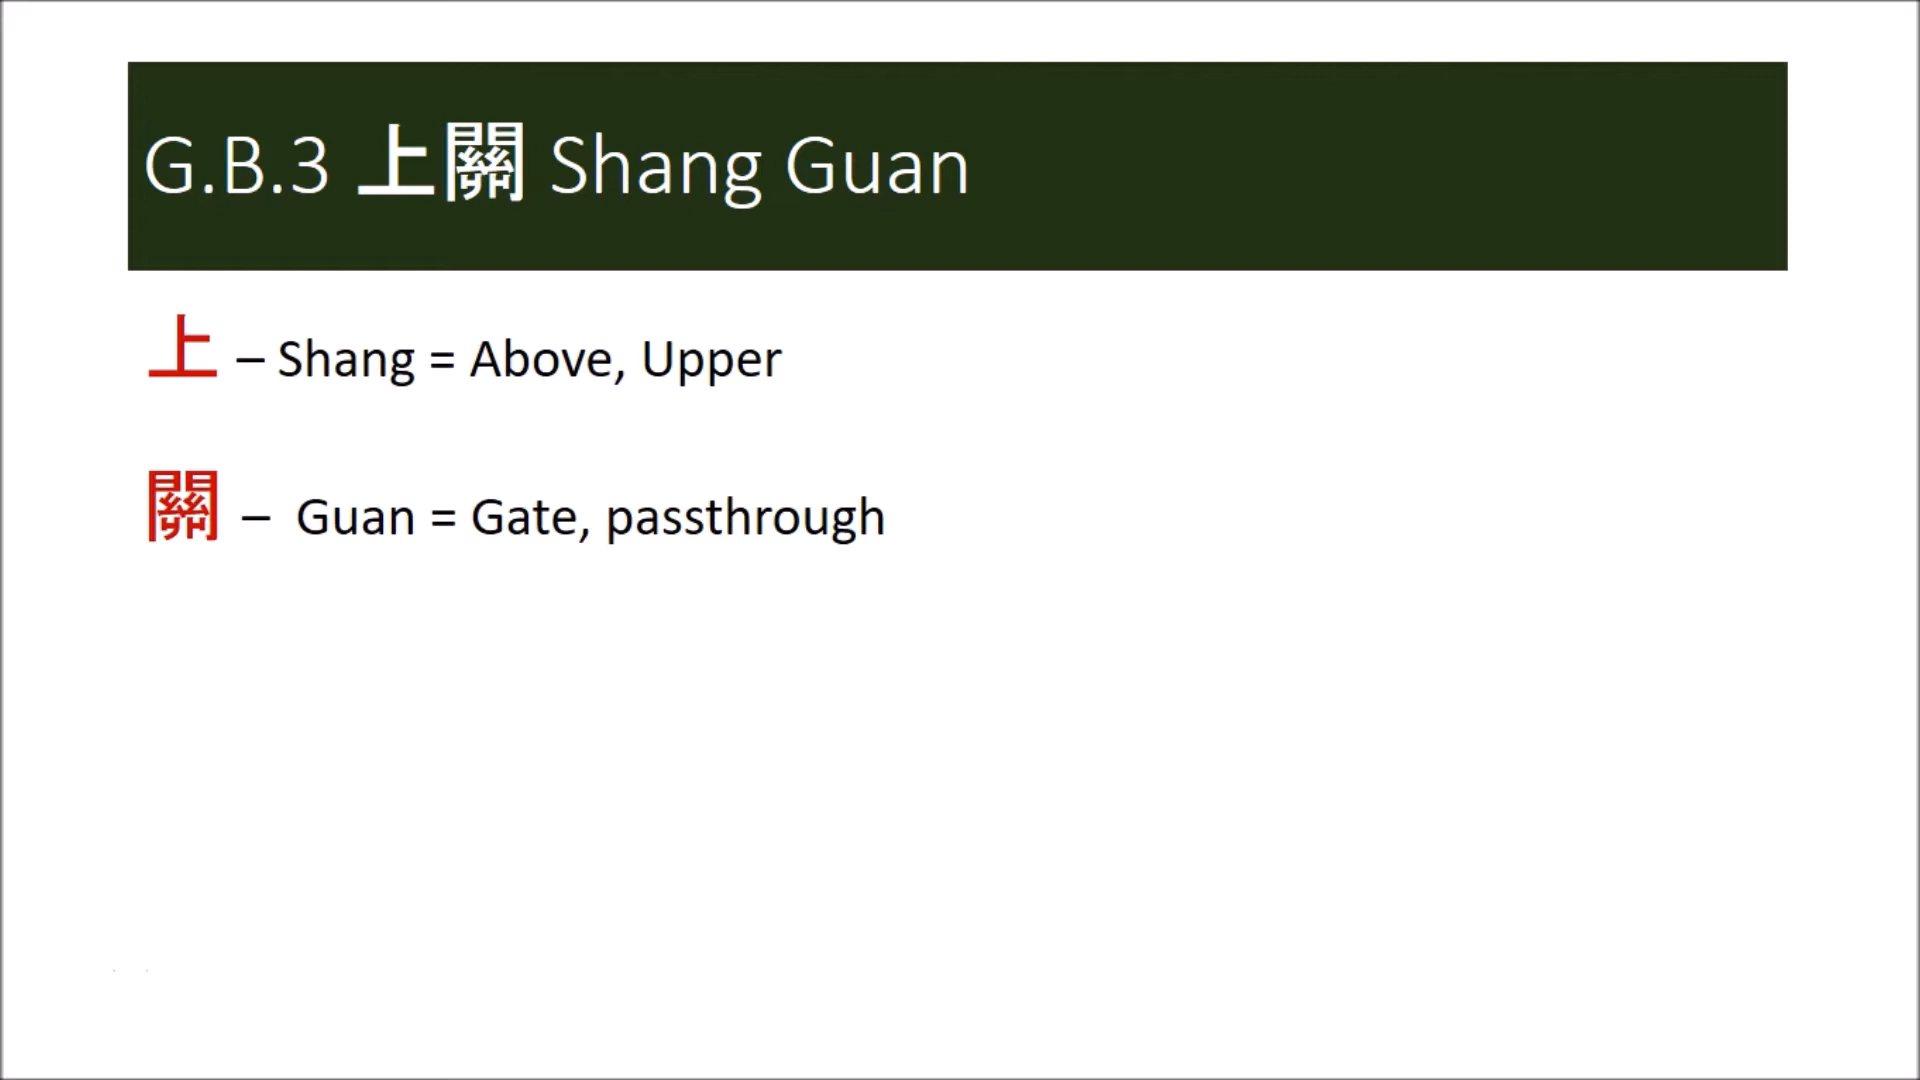 G.B.3 上關 Shang Guan
上 – Shang = Above, Upper
關 – Guan = Gate, passthrough